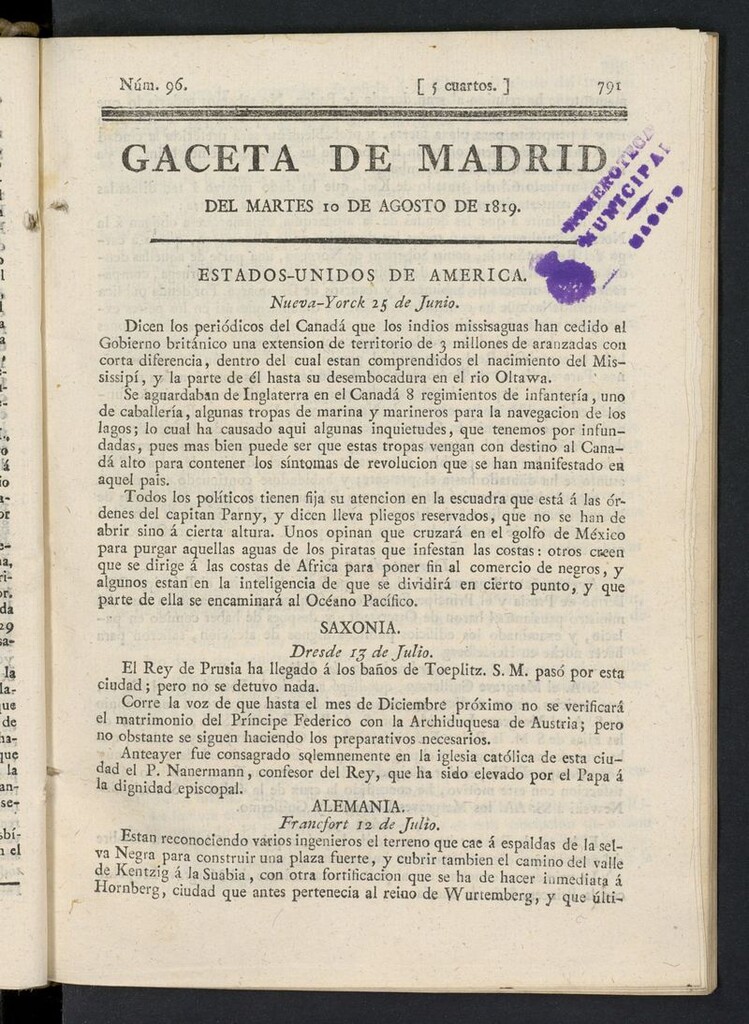 Núm. 96. [ 5 cuartos. ] 791
GACETA DE MADRID
DEL MARTES 10 DE AGOSTO DE 1819.
HEMEROTECA
MUNICIPAL
MADRID
ESTADOS-UNIDOS DE AMERICA.
Nueva-Yorck 25 de Junio.
Dicen los periódicos del Canadá que los indios missisaguas han cedido al
Gobierno británico una extension de territorio de 3 millones de aranzadas con
corta diferencia, dentro del cual estan comprendidos el nacimiento del Mis-
sissipí, y la parte de él hasta su desembocadura en el rio Oltawa.
Se aguardaban de Inglaterra en el Canadá 8 regimientos de infantería, uno
de caballería, algunas tropas de marina y marineros para la navegacion de los
lagos; lo cual ha causado aqui algunas inquietudes, que tenemos por infun-
dadas, pues mas bien puede ser que estas tropas vengan con destino al Cana-
dá alto para contener los síntomas de revolucion que se han manifestado en
aquel pais.
Todos los políticos tienen fija su atencion en la escuadra que está á las ór-
denes del capitan Parny, y dicen lleva pliegos reservados, que no se han de
abrir sino á cierta altura. Unos opinan que cruzará en el golfo de México
para purgar aquellas aguas de los piratas que infestan las costas: otros creen
que se dirige á las costas de Africa para poner fin al comercio de negros, y
algunos estan en la inteligencia de que se dividirá en cierto punto, y que
parte de ella se encaminará al Océano Pacífico.
SAXONIA.
Dresde 13 de Julio.
El Rey de Prusia ha llegado á los baños de Toeplitz. S. M. pasó por esta
ciudad; pero no se detuvo nada.
Corre la voz de que hasta el mes de Diciembre próximo no se verificará
el matrimonio del Príncipe Federico con la Archiduquesa de Austria; pero
no obstante se siguen haciendo los preparativos necesarios.
Anteayer fue consagrado solemnemente en la iglesia católica de esta ciu-
dad el P. Nanermann, confesor del Rey, que ha sido elevado por el Papa á
la dignidad episcopal.
ALEMANIA.
Francfort 12 de Julio.
Estan reconociendo varios ingenieros el terreno que cae á espaldas de la sel-
va Negra para construir una plaza fuerte, y cubrir tambien el camino del valle
de Kentzig á la Suabia, con otra fortificacion que se ha de hacer inmediata á
Hornberg, ciudad que antes pertenecia al reino de Wurtemberg, y que últi-